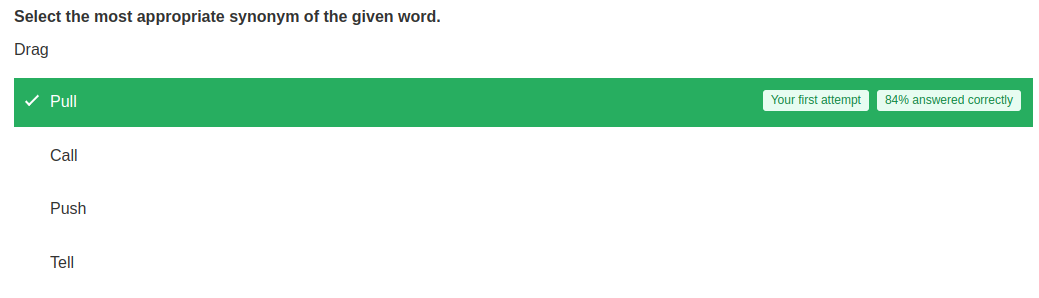 Select the most appropriate synonym of the given word.
Drag
Pull Your first attempt 84% answered correctly
Call
Push
Tell